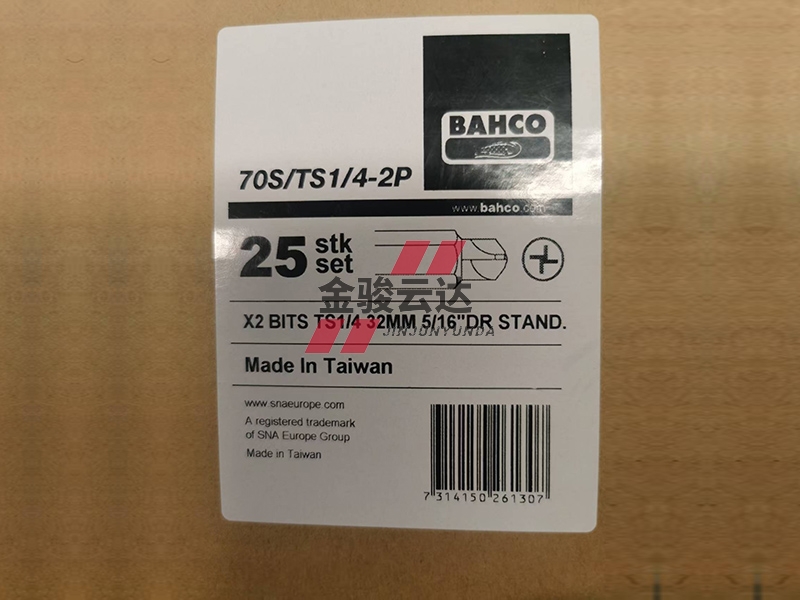 BAHCO
70S/TS1/4-2P
www.bahco.com
25 stk
set
金骏云达
X2 BITS TS1/4 32MM 5/16"DR STAND.
JINJUNYUNDA
Made In Taiwan
www.snaeurope.com
A registered trademark
of SNA Europe Group
Made in Taiwan
7 314150 261307